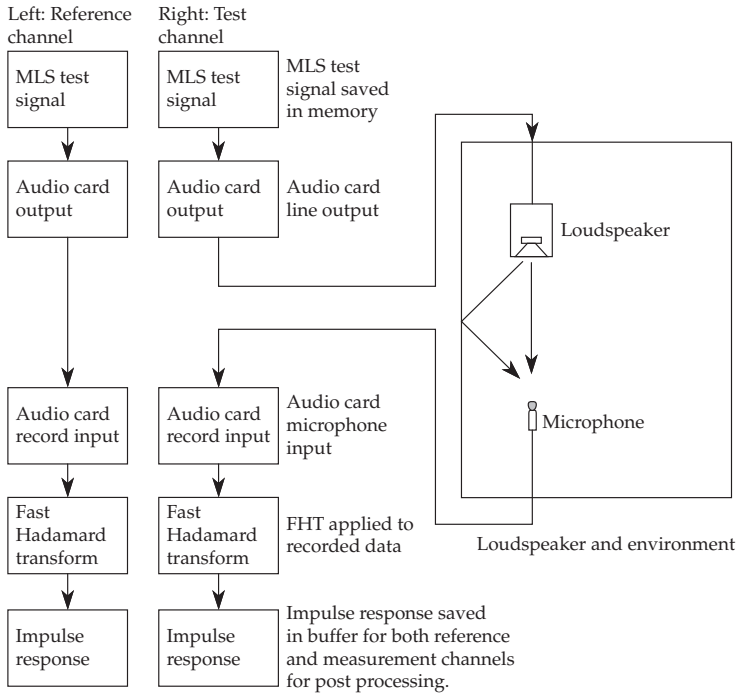 Left: Reference
channel
Right: Test
channel
MLS test
signal
MLS test
signal
MLS test
signal saved
in memory
Audio card
output
Audio card
output
Audio card
line output
Loudspeaker
Audio card
record input
Audio card
record input
Audio card
microphone
input
Microphone
Fast
Hadamard
transform
Fast
Hadamard
transform
FHT applied to
recorded data
Loudspeaker and environment
Impulse
response
Impulse
response
Impulse response saved
in buffer for both reference
and measurement channels
for post processing.